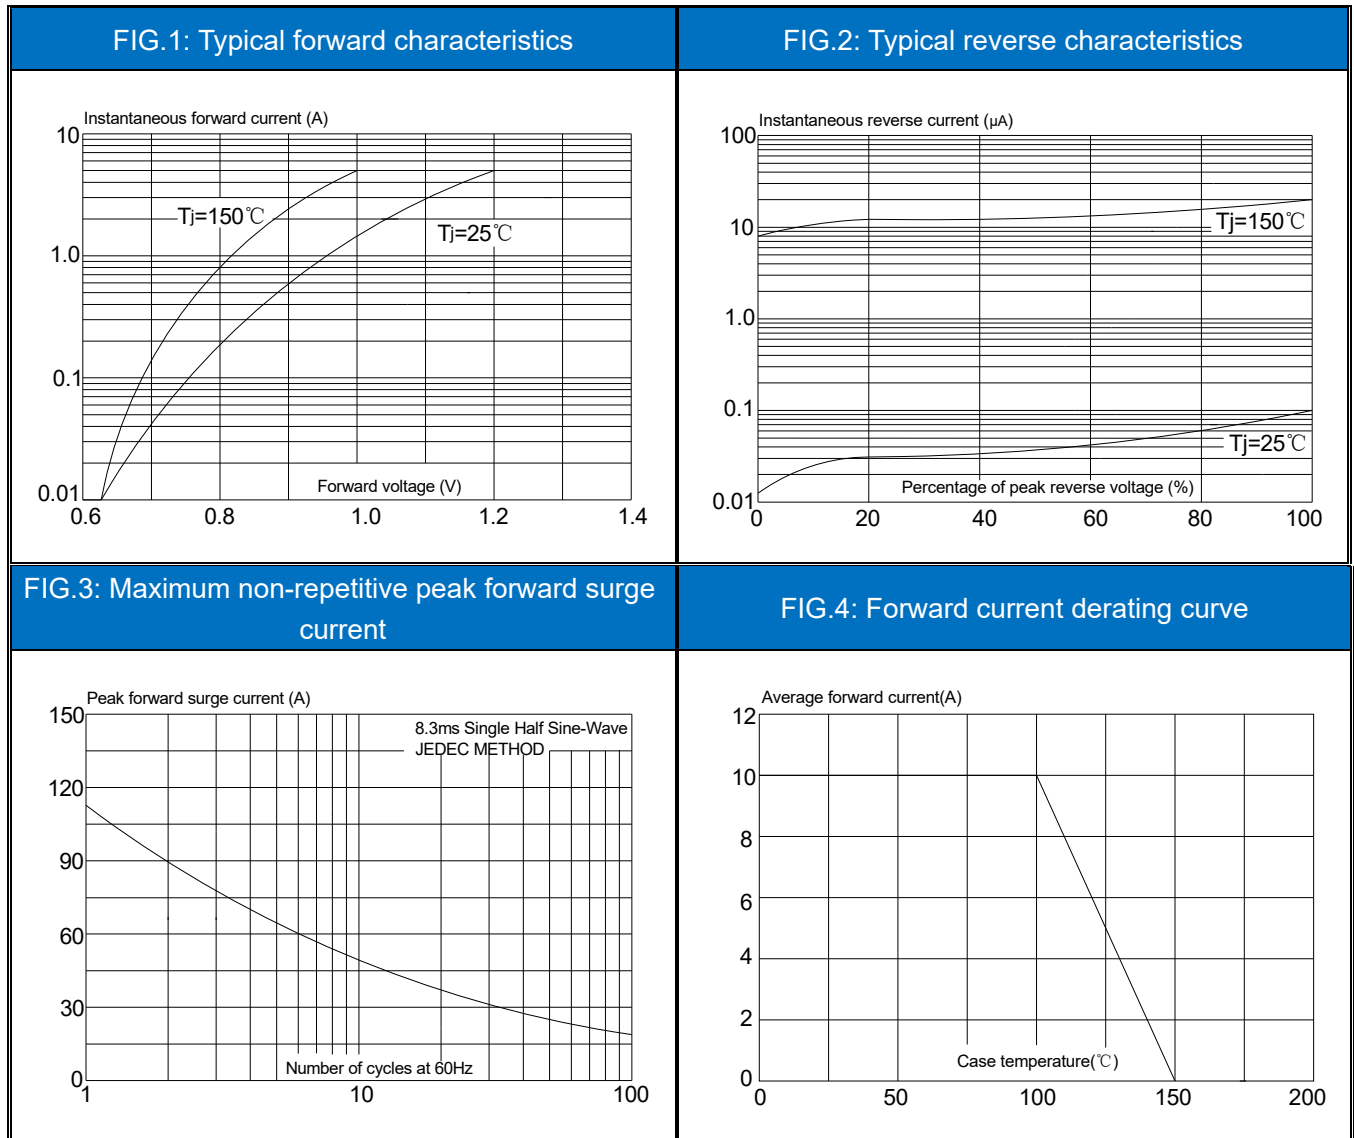 FIG.1: Typical forward characteristics
FIG.2: Typical reverse characteristics
Instantaneous forward current (A)
10
1.0
0.1
0.01
Tj=150℃
Tj=25℃
Forward voltage (V)
0.6 0.8 1.0 1.2 1.4
Instantaneous reverse current (μA)
100
10
1.0
0.1
0.01
Tj=150℃
Tj=25℃
Percentage of peak reverse voltage (%)
0 20 40 60 80 100
FIG.3: Maximum non-repetitive peak forward surge
current
FIG.4: Forward current derating curve
Peak forward surge current (A)
150
120
90
60
30
0
8.3ms Single Half Sine-Wave
JEDEC METHOD
Number of cycles at 60Hz
1 10 100
Average forward current(A)
12
10
8
6
4
2
0
Case temperature(℃)
0 50 100 150 200